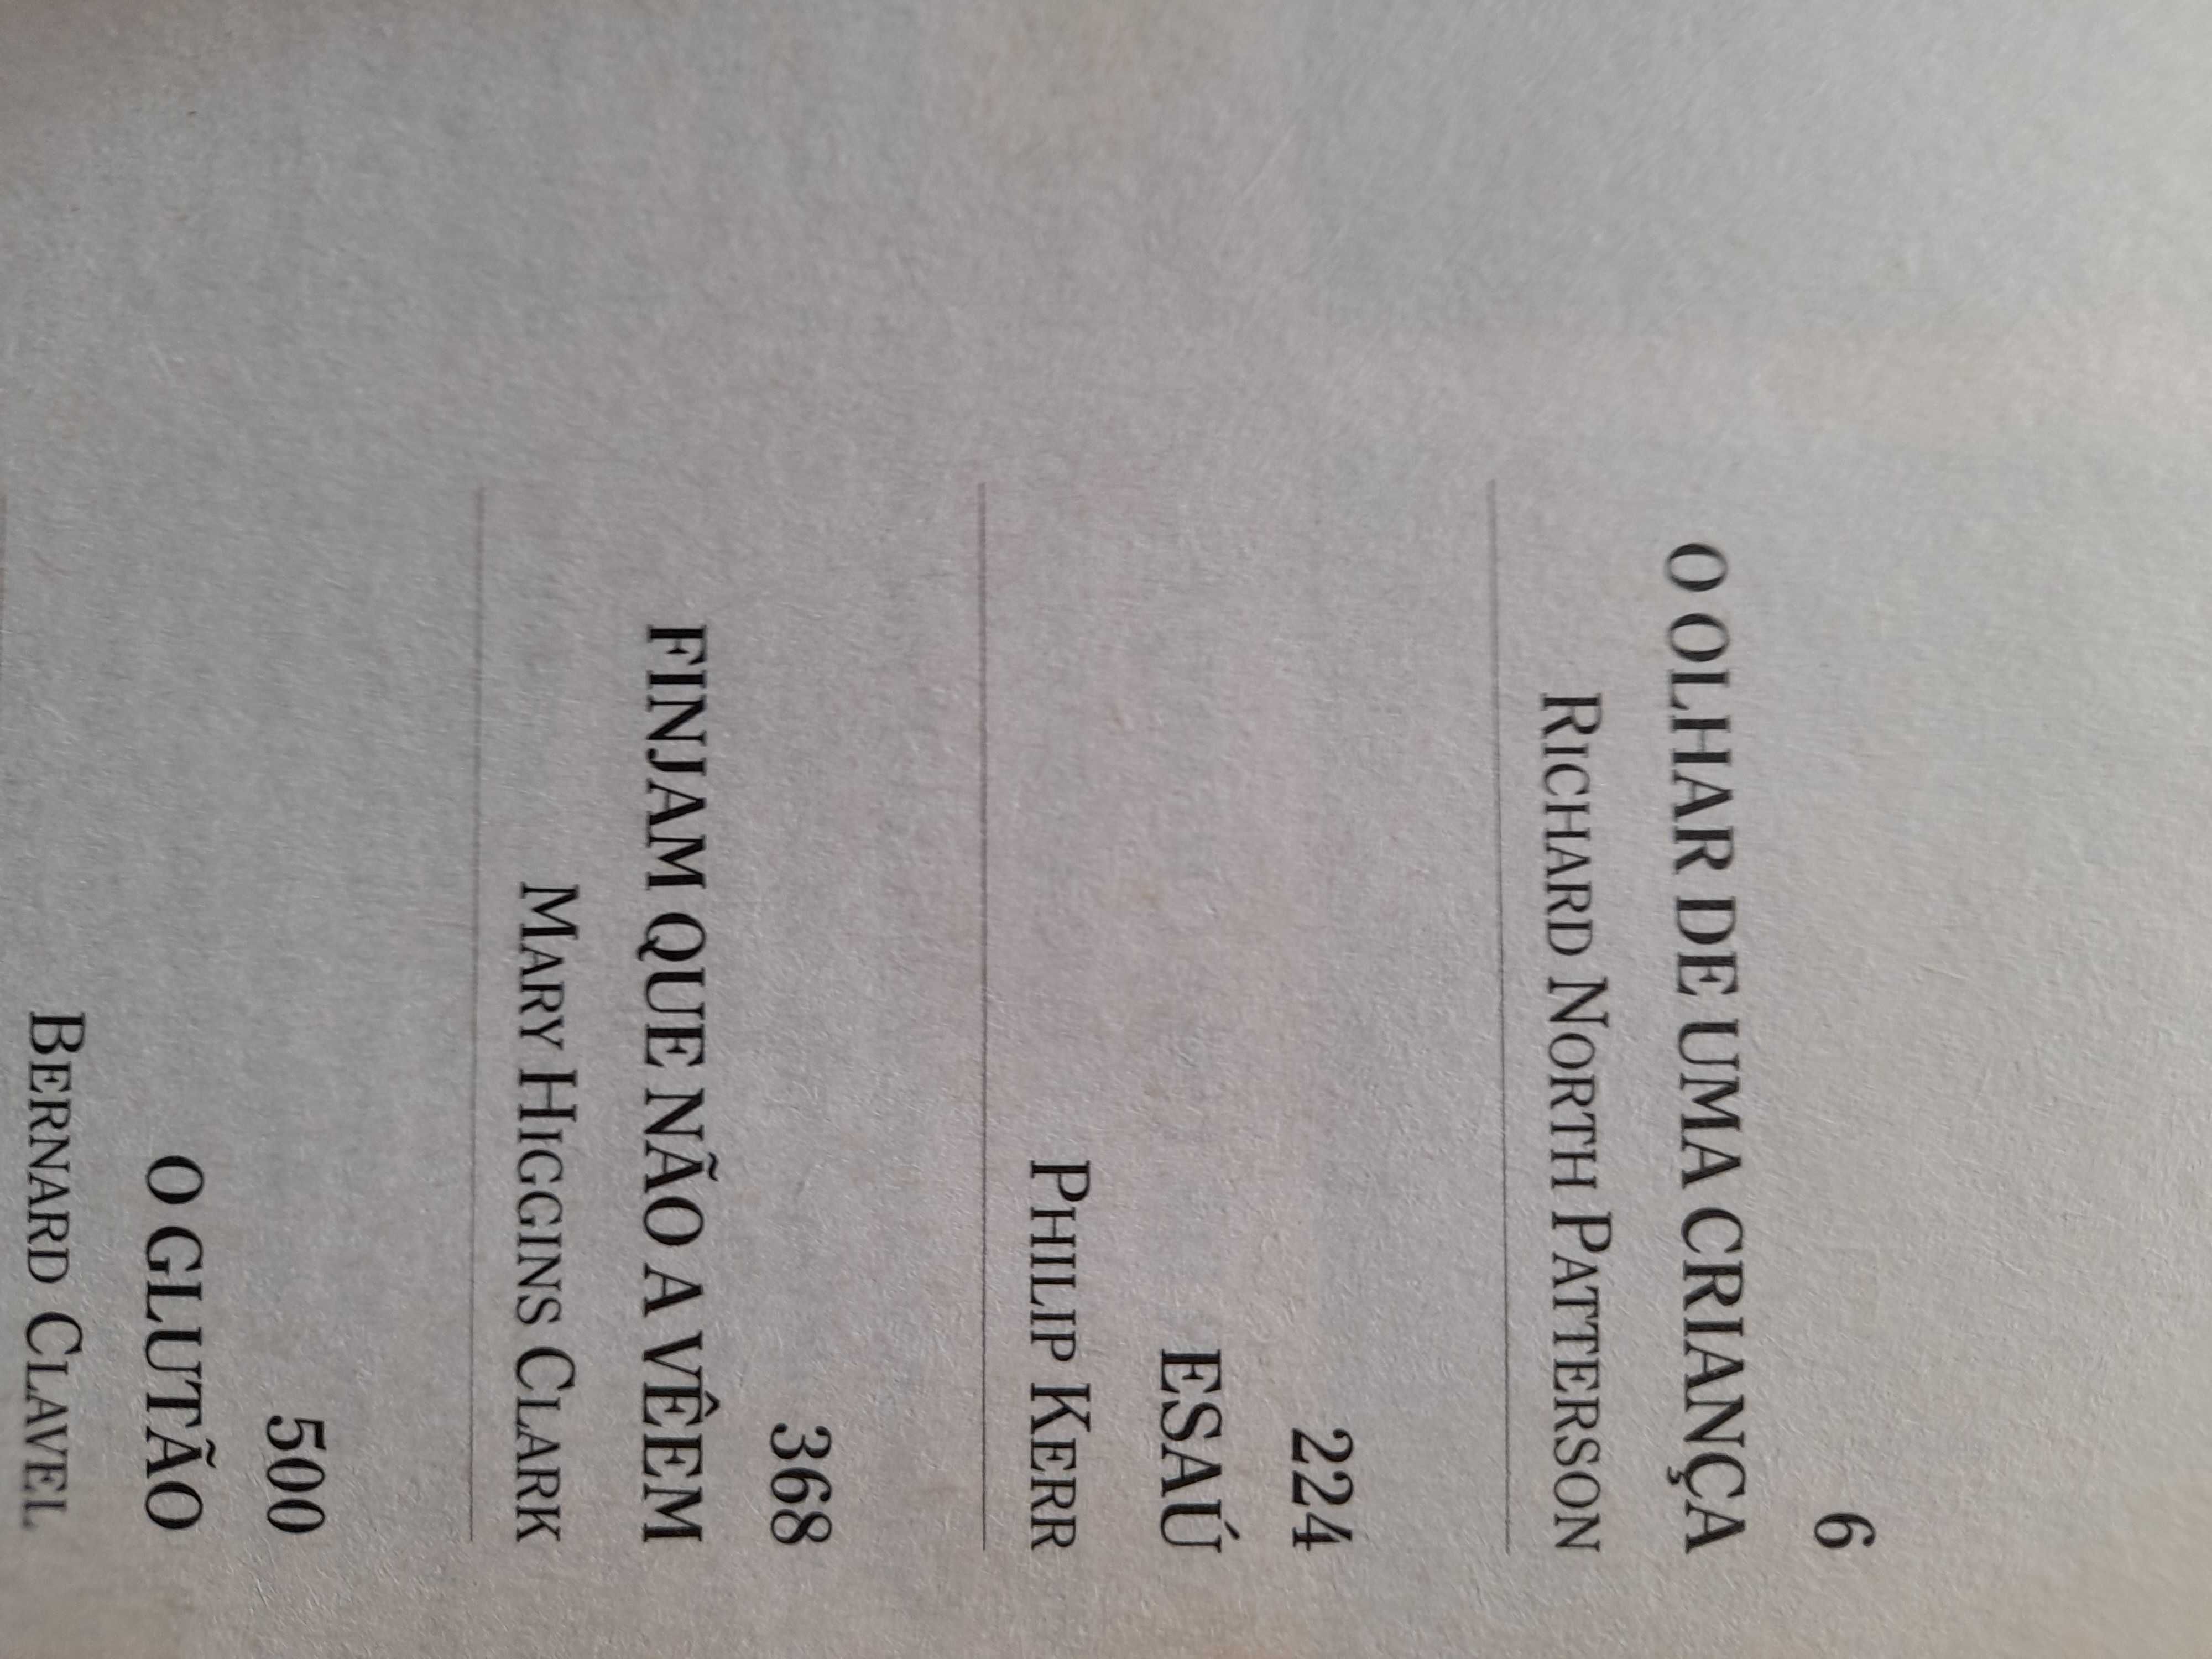 6
O OLHAR DE UMA CRIANÇA
RICHARD NORTH PATTERSON
224
ESAÚ
PHILIP KERR
368
FINJAM QUE NÃO A VÊEM
MARY HIGGINS CLARK
500
O GLUTÃO
BERNARD CLAVEL